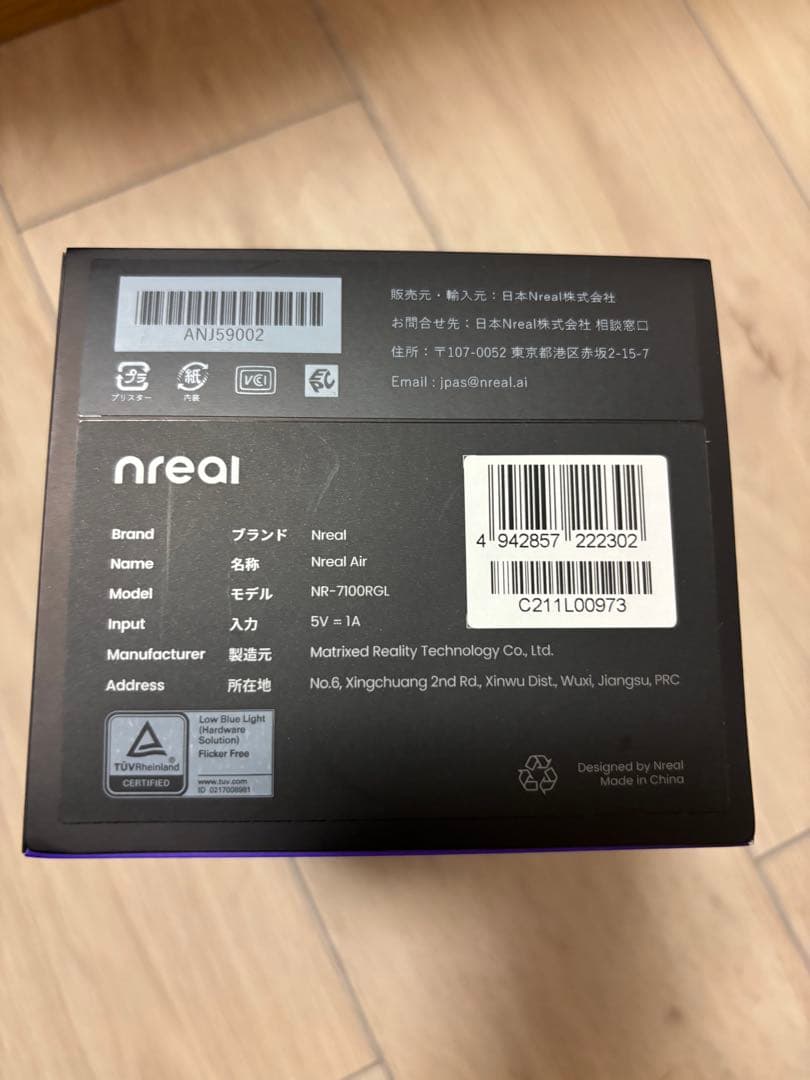 ANJ59002
プラ
プリスター
紙
内装
VCI
販売元・輸入元：日本Nreal株式会社
お問合せ先：日本Nreal株式会社 相談窓口
住所：〒107-0052 東京都港区赤坂2-15-7
Email : jpas@nreal.ai
nreal
Brand ブランド Nreal
Name 名称 Nreal Air
Model モデル NR-7100RGL
Input 入力 5V = 1A
Manufacturer 製造元 Matrixed Reality Technology Co., Ltd.
Address 所在地 No.6, Xingchuang 2nd Rd., Xinwu Dist., Wuxi, Jiangsu, PRC
4 942857 222302
C211L00973
TÜVRheinland®
CERTIFIED
Low Blue Light
(Hardware
Solution)
Flicker Free
www.tuv.com
ID 0217008981
Designed by Nreal
Made in China